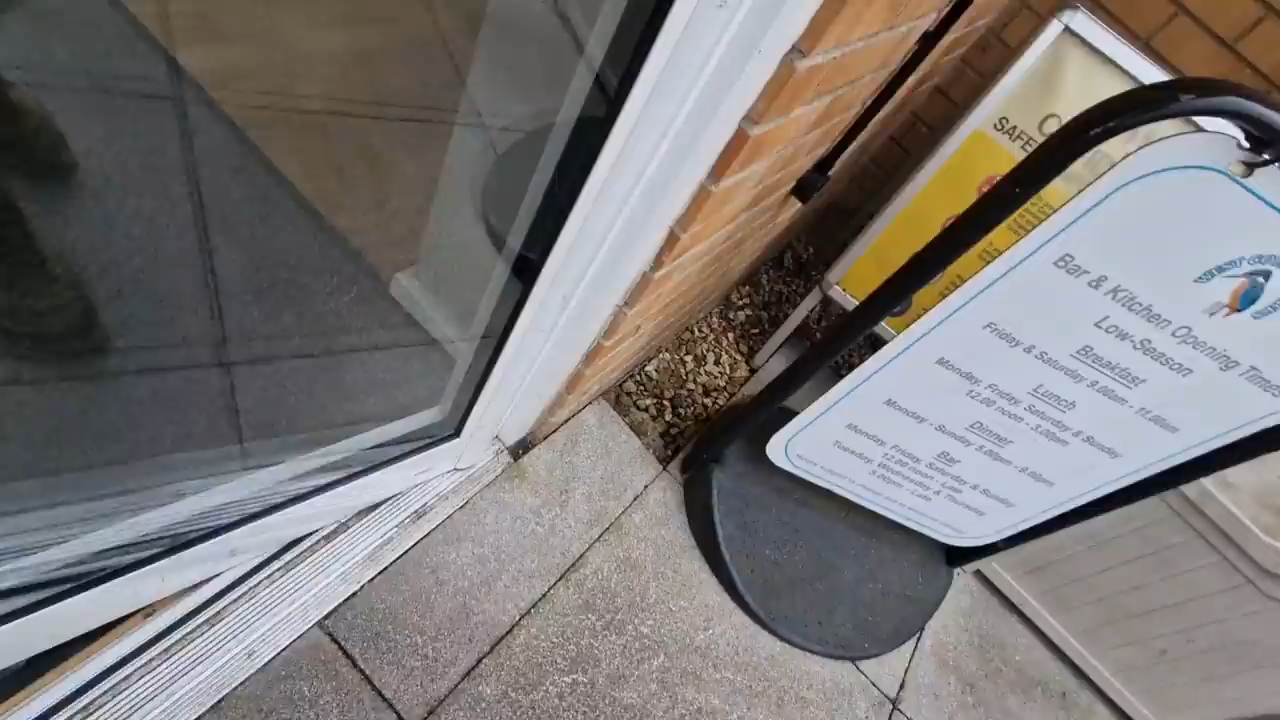 SAFE
WEST
WAT
Bar & Kitchen Opening Times
Low-Season
Breakfast
Friday & Saturday 9.00am - 11.00am
Lunch
Monday, Friday, Saturday & Sunday
12.00 noon - 3.00pm
Dinner
Monday - Sunday 5.00pm - 9.00pm
Bar
Monday, Friday, Saturday & Sunday
12.00 noon - Late
Tuesday, Wednesday & Thursday
5.00pm - Late